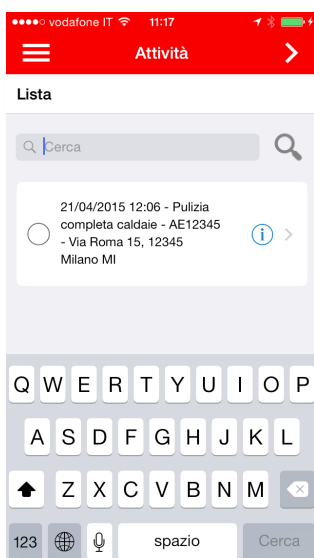 vodafone IT 11:17
Attività
Lista
Cerca
21/04/2015 12:06 - Pulizia
completa caldaie - AE12345
- Via Roma 15, 12345
Milano MI
Q W E R T Y U I O P
A S D F G H J K L
Z X C V B N M
123 spazio Cerca